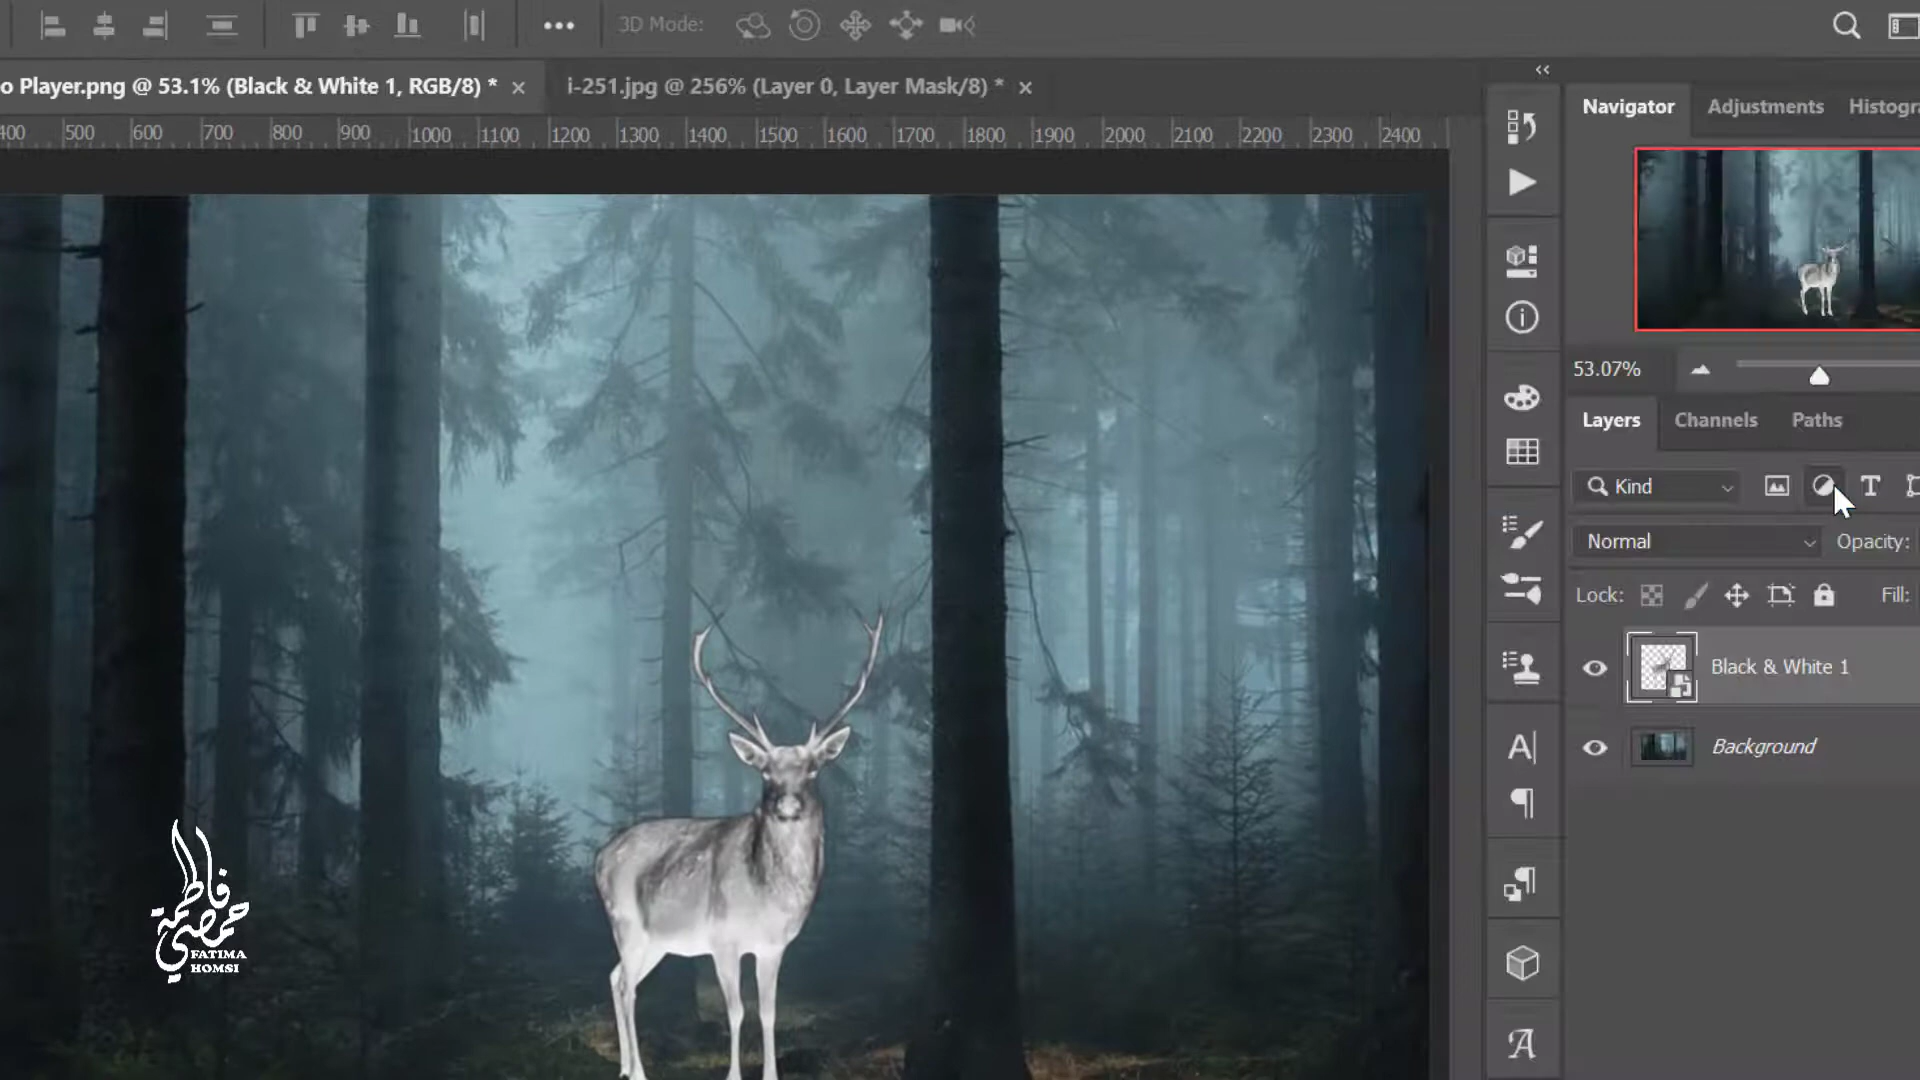 3D Mode:
o Player.png @ 53.1% (Black & White 1, RGB/8) *
i-251.jpg @ 256% (Layer 0, Layer Mask/8) *
400 500 600 700 800 900 1000 1100 1200 1300 1400 1500 1600 1700 1800 1900 2000 2100 2200 2300 2400
Navigator Adjustments Histogra
53.07%
Layers Channels Paths
Kind
Normal Opacity:
Lock: Fill:
Black & White 1
Background
فاطمة
حمصي
FATIMA
HOMSI